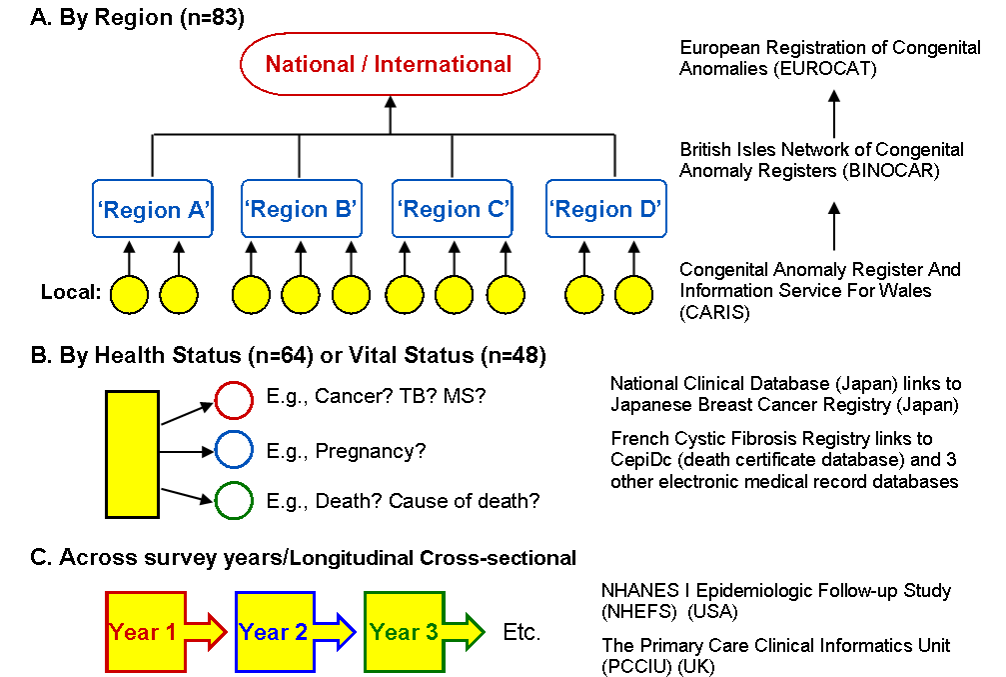 A. By Region (n=83)
National / International
European Registration of Congenital
Anomalies (EUROCAT)
British Isles Network of Congenital
Anomaly Registers (BINOCAR)
'Region A'
'Region B'
'Region C'
'Region D'
Local:
Congenital Anomaly Register And
Information Service For Wales
(CARIS)
B. By Health Status (n=64) or Vital Status (n=48)
E.g., Cancer? TB? MS?
E.g., Pregnancy?
E.g., Death? Cause of death?
National Clinical Database (Japan) links to
Japanese Breast Cancer Registry (Japan)
French Cystic Fibrosis Registry links to
CepiDc (death certificate database) and 3
other electronic medical record databases
C. Across survey years/Longitudinal Cross-sectional
Year 1
Year 2
Year 3
Etc.
NHANES I Epidemiologic Follow-up Study
(NHEFS) (USA)
The Primary Care Clinical Informatics Unit
(PCCIU) (UK)